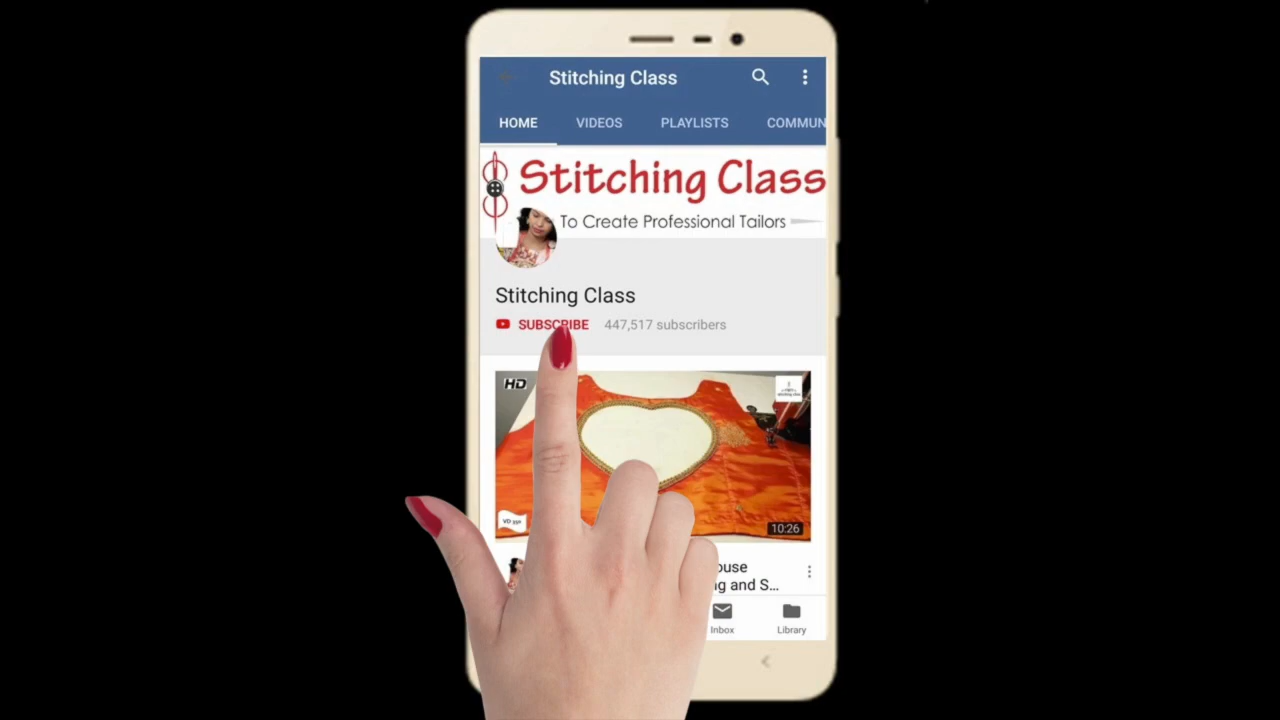 Stitching Class
HOME VIDEOS PLAYLISTS COMMUN
Stitching Class
To Create Professional Tailors
Stitching Class
SUBSCRIBE 447,517 subscribers
HD
10:26
ouse
g and S...
Inbox Library